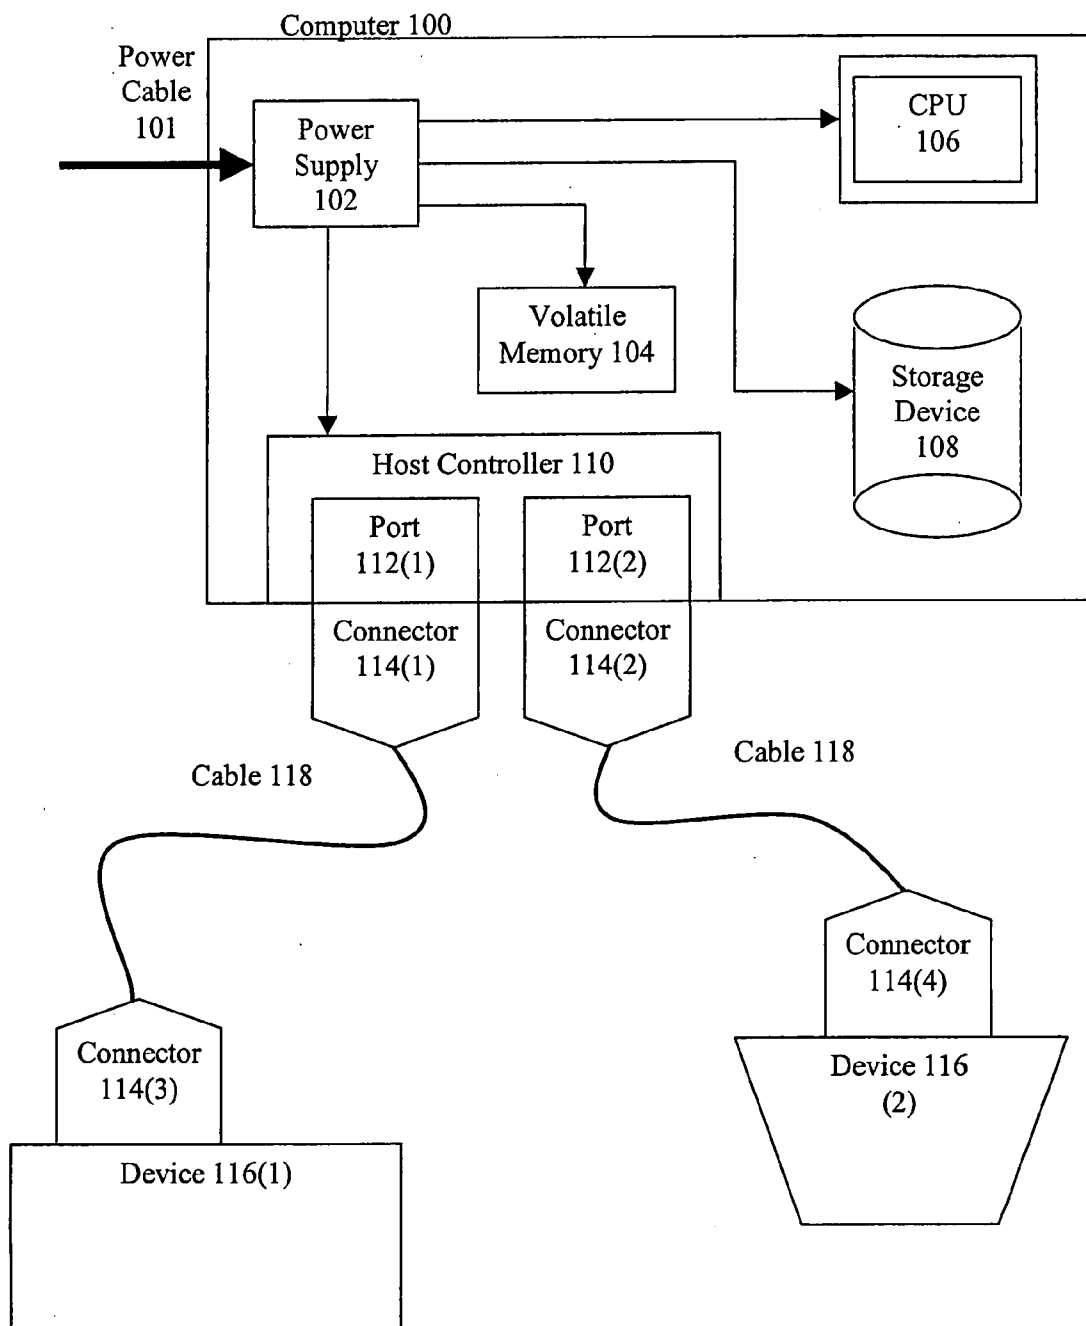 Computer 100
Power
Cable
101
Power
Supply
102
CPU
106
Volatile
Memory 104
Storage
Device
108
Host Controller 110
Port
112(1)
Port
112(2)
Connector
114(1)
Connector
114(2)
Cable 118
Cable 118
Connector
114(4)
Device 116
(2)
Connector
114(3)
Device 116(1)